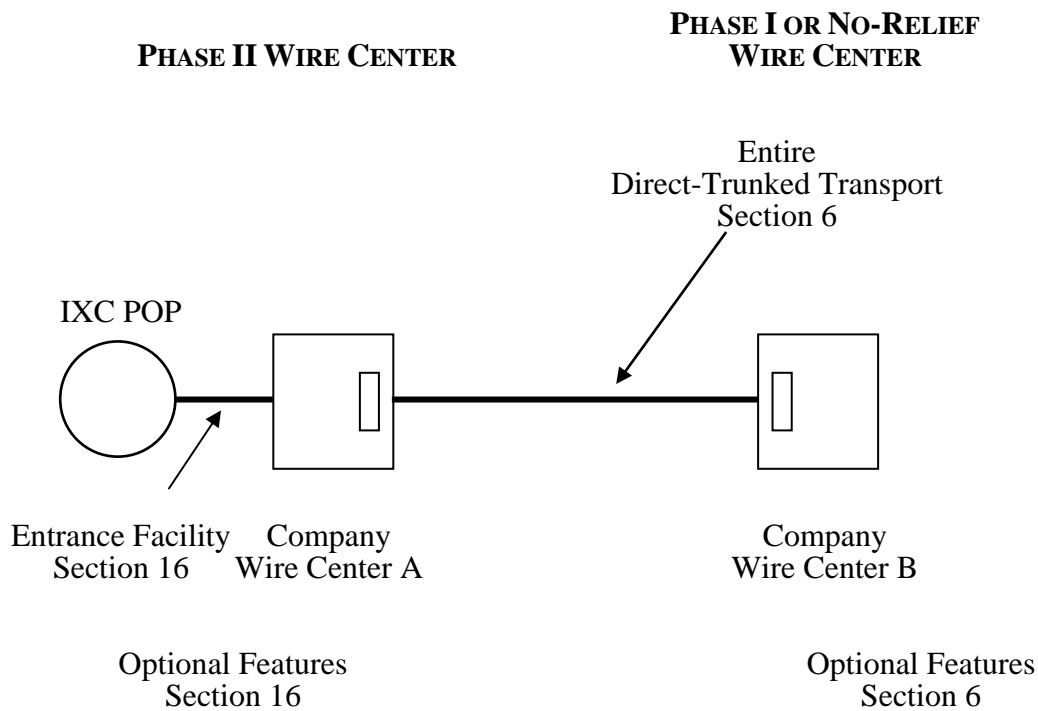 PHASE II WIRE CENTER
PHASE I OR NO-RELIEF
WIRE CENTER
Entire
Direct-Trunked Transport
Section 6
IXC POP
Entrance Facility
Section 16
Company
Wire Center A
Company
Wire Center B
Optional Features
Section 16
Optional Features
Section 6